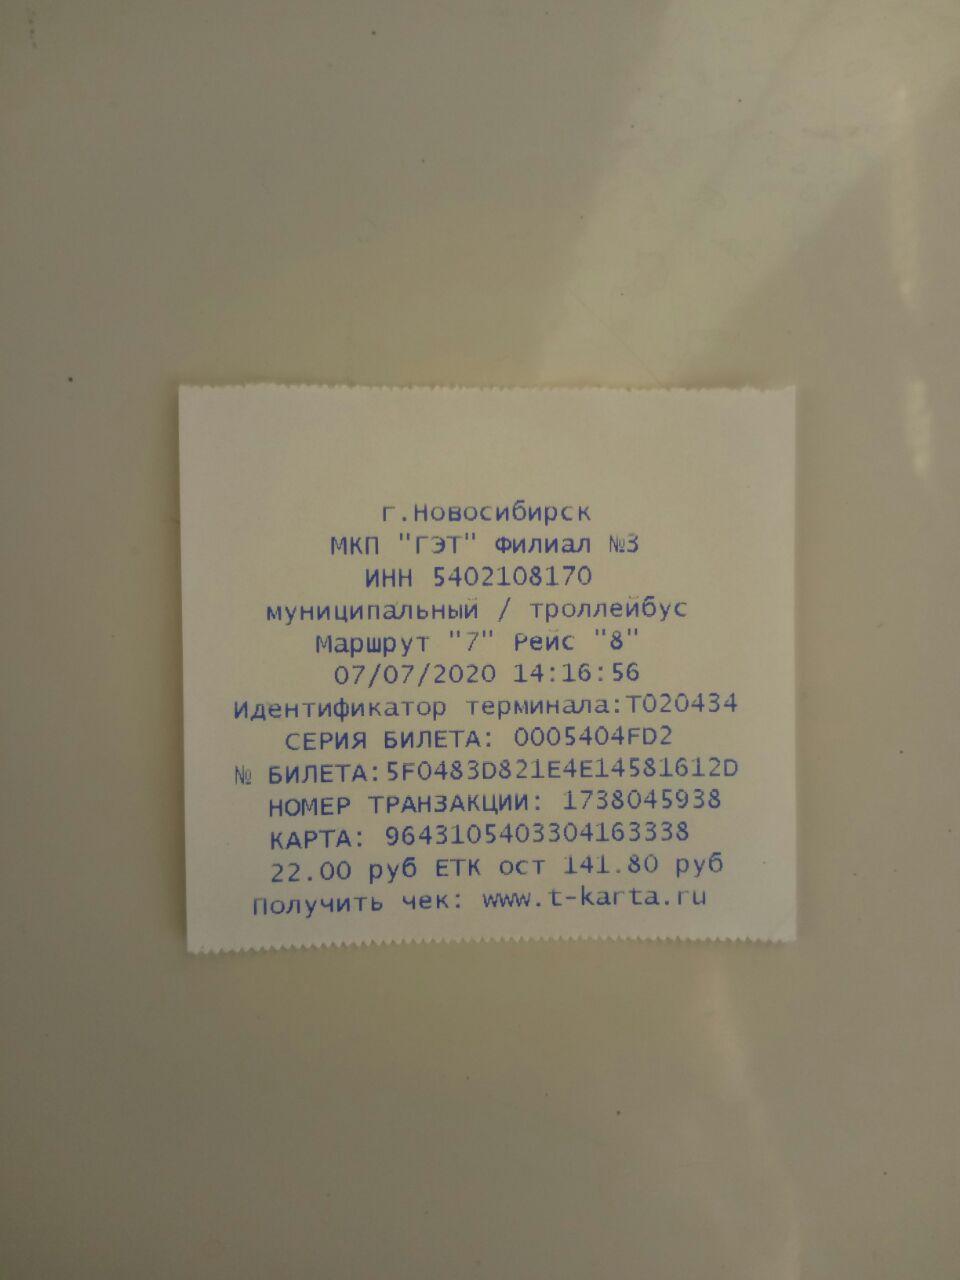 г.Новосибирск
МКП "ГЭТ" Филиал №3
ИНН 5402108170
муниципальный / троллейбус
Маршрут "7" Рейс "8"
07/07/2020 14:16:56
Идентификатор терминала:T020434
СЕРИЯ БИЛЕТА: 0005404FD2
№ БИЛЕТА:5F0483D821E4E14581612D
НОМЕР ТРАНЗАКЦИИ: 1738045938
КАРТА: 9643105403304163338
22.00 руб ЕТК ост 141.80 руб
Получить чек: www.t-karta.ru